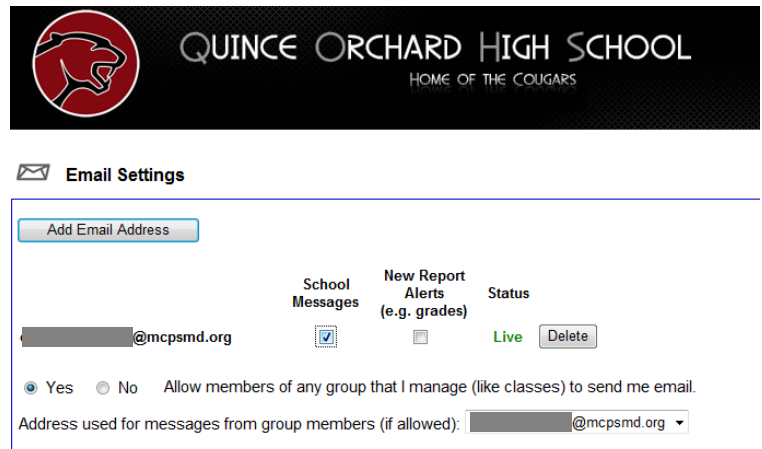 QUINCE ORCHARD HIGH SCHOOL
HOME OF THE COUGARS
Email Settings
Add Email Address
School Messages
New Report Alerts (e.g. grades)
Status
@mcpsmd.org
Live
Delete
Yes No Allow members of any group that I manage (like classes) to send me email.
Address used for messages from group members (if allowed): @mcpsmd.org